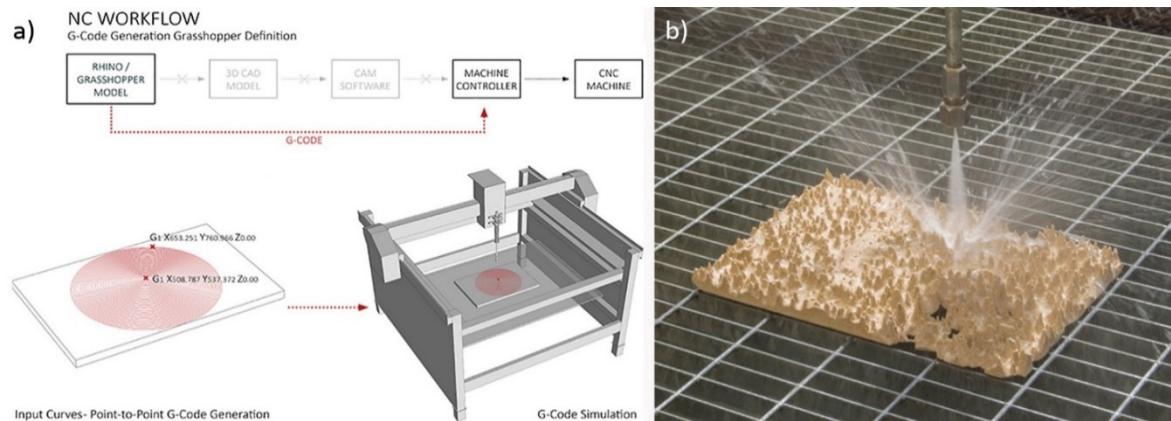 a)
NC WORKFLOW
G-Code Generation Grasshopper Definition
RHINO /
GRASSHOPPER
MODEL
3D CAD
MODEL
CAM
SOFTWARE
MACHINE
CONTROLLER
CNC
MACHINE
G-CODE
G1 X653.251 Y760.966 Z0.00
G1 X508.787 Y537.372 Z0.00
Input Curves- Point-to-Point G-Code Generation
G-Code Simulation
b)